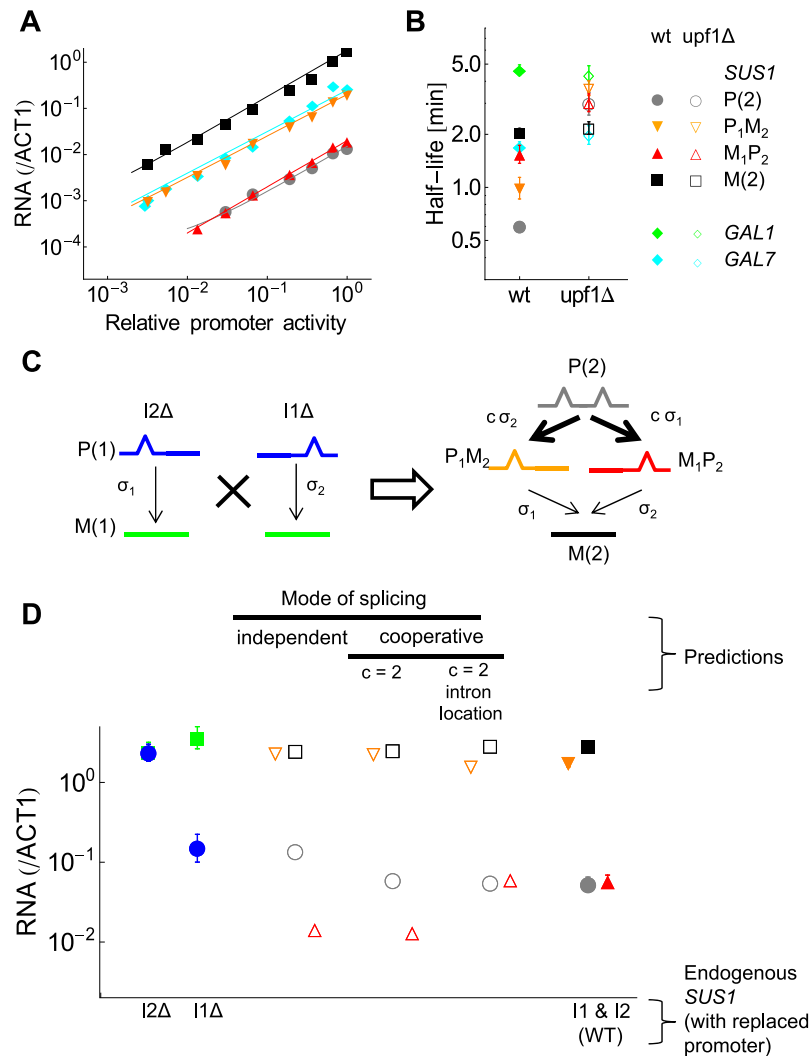 A
RNA (/ACT1)
10^0
10^-1
10^-2
10^-3
10^-4
10^-3 10^-2 10^-1 10^0
Relative promoter activity
B
Half-life [min]
5.0
2.0
1.0
0.5
wt upf1Δ
wt upf1Δ
SUS1
P(2)
P1M2
M1P2
M(2)
GAL1
GAL7
C
I2Δ I1Δ
P(1)
σ1 σ2
M(1)
P(2)
c σ2 c σ1
P1M2 M1P2
σ1 σ2
M(2)
D
Mode of splicing
independent cooperative
c = 2 c = 2
intron
location
Predictions
RNA (/ACT1)
10^0
10^-1
10^-2
I2Δ I1Δ I1 & I2
(WT)
Endogenous
SUS1
(with replaced
promoter)